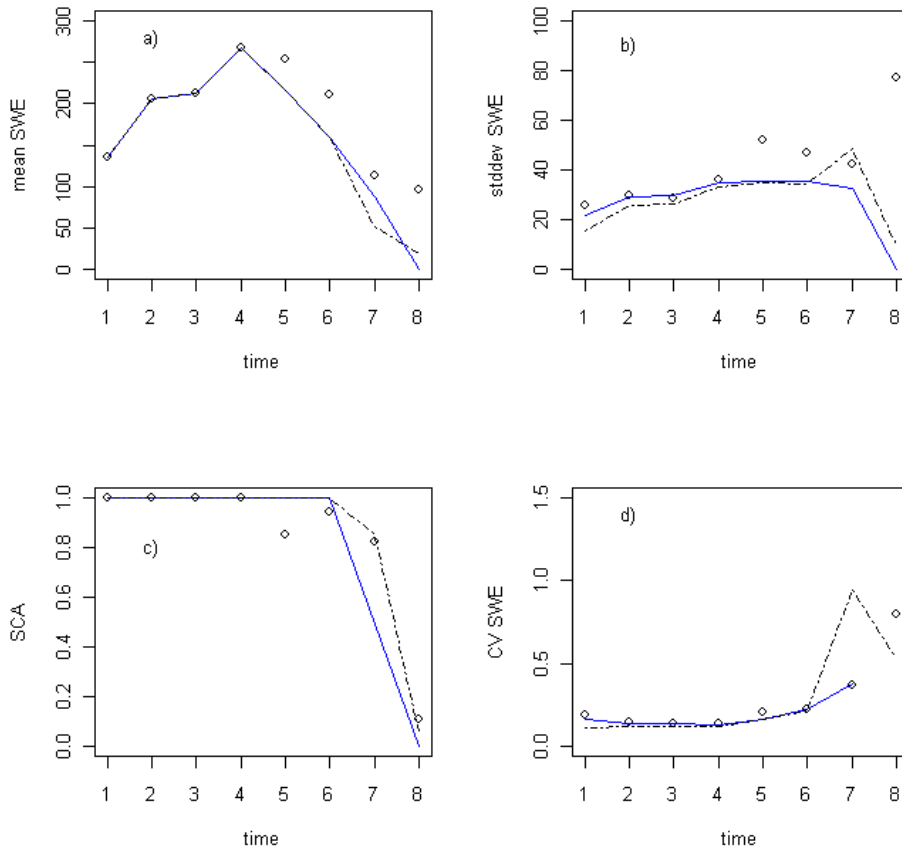 a)
mean SWE
0 50 100 200 300
1 2 3 4 5 6 7 8
time
b)
stddev SWE
0 20 40 60 80 100
1 2 3 4 5 6 7 8
time
c)
SCA
0.0 0.2 0.4 0.6 0.8 1.0
1 2 3 4 5 6 7 8
time
d)
CV SWE
0.0 0.5 1.0 1.5
1 2 3 4 5 6 7 8
time